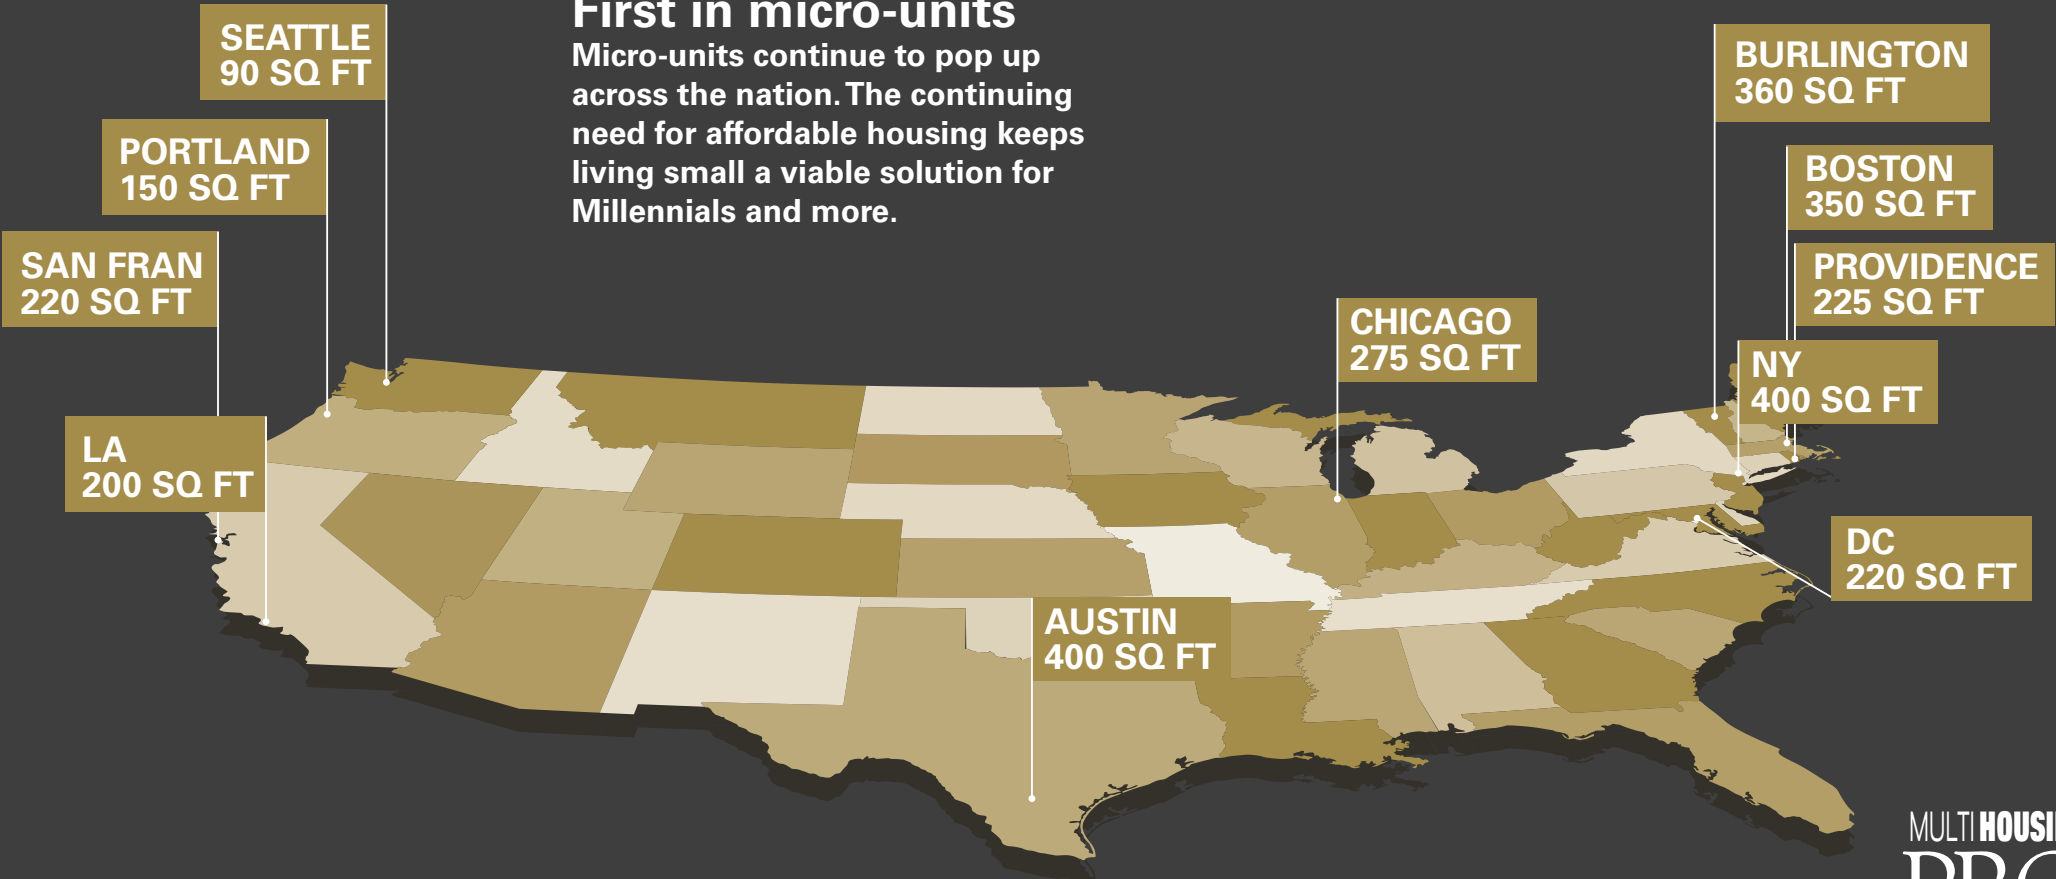 First in micro-units
Micro-units continue to pop up
across the nation. The continuing
need for affordable housing keeps
living small a viable solution for
Millennials and more.
SEATTLE
90 SQ FT
PORTLAND
150 SQ FT
SAN FRAN
220 SQ FT
LA
200 SQ FT
AUSTIN
400 SQ FT
CHICAGO
275 SQ FT
BURLINGTON
360 SQ FT
BOSTON
350 SQ FT
PROVIDENCE
225 SQ FT
NY
400 SQ FT
DC
220 SQ FT
MULTI